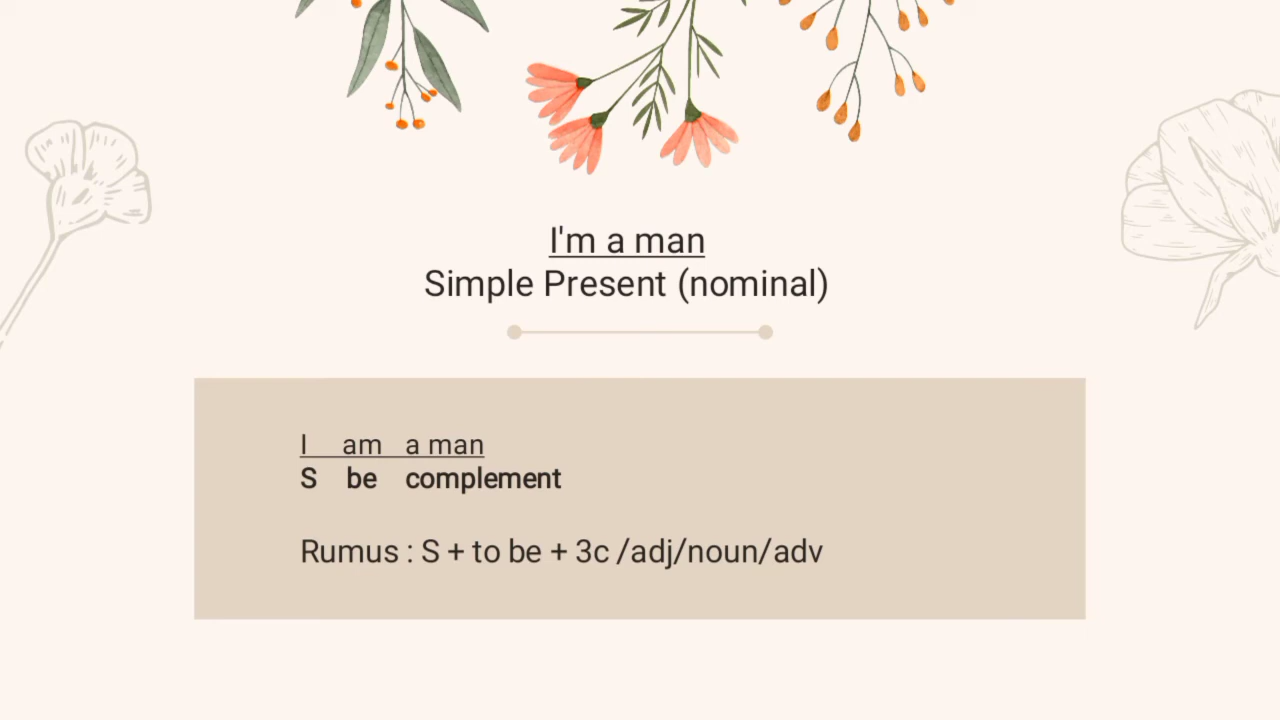 I'm a man
Simple Present (nominal)
I am a man
S be complement
Rumus : S + to be + 3c /adj/noun/adv